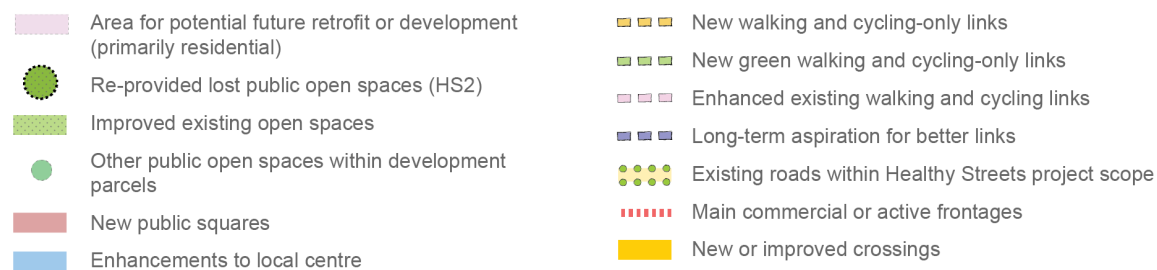 Area for potential future retrofit or development
(primarily residential)
Re-provided lost public open spaces (HS2)
Improved existing open spaces
Other public open spaces within development
parcels
New public squares
Enhancements to local centre
New walking and cycling-only links
New green walking and cycling-only links
Enhanced existing walking and cycling links
Long-term aspiration for better links
Existing roads within Healthy Streets project scope
Main commercial or active frontages
New or improved crossings